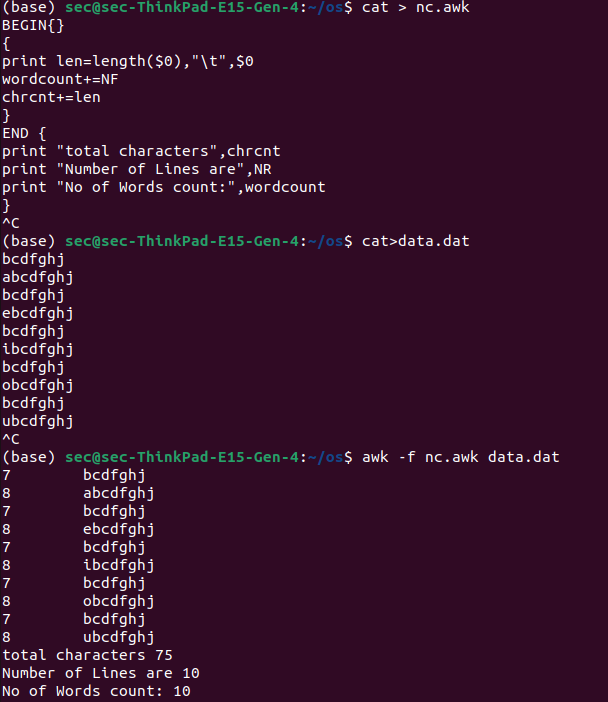 (base) sec@sec-ThinkPad-E15-Gen-4:~/os$ cat > nc.awk
BEGIN{}
{
print len=length($0),"\t",$0
wordcount+=NF
chrcnt+=len
}
END {
print "total characters",chrcnt
print "Number of Lines are",NR
print "No of Words count:",wordcount
}
^C
(base) sec@sec-ThinkPad-E15-Gen-4:~/os$ cat>data.dat
bcdfghj
abcdfghj
bcdfghj
ebcdfghj
bcdfghj
ibcdfghj
bcdfghj
obcdfghj
bcdfghj
ubcdfghj
^C
(base) sec@sec-ThinkPad-E15-Gen-4:~/os$ awk -f nc.awk data.dat
7        bcdfghj
8        abcdfghj
7        bcdfghj
8        ebcdfghj
7        bcdfghj
8        ibcdfghj
7        bcdfghj
8        obcdfghj
7        bcdfghj
8        ubcdfghj
total characters 75
Number of Lines are 10
No of Words count: 10